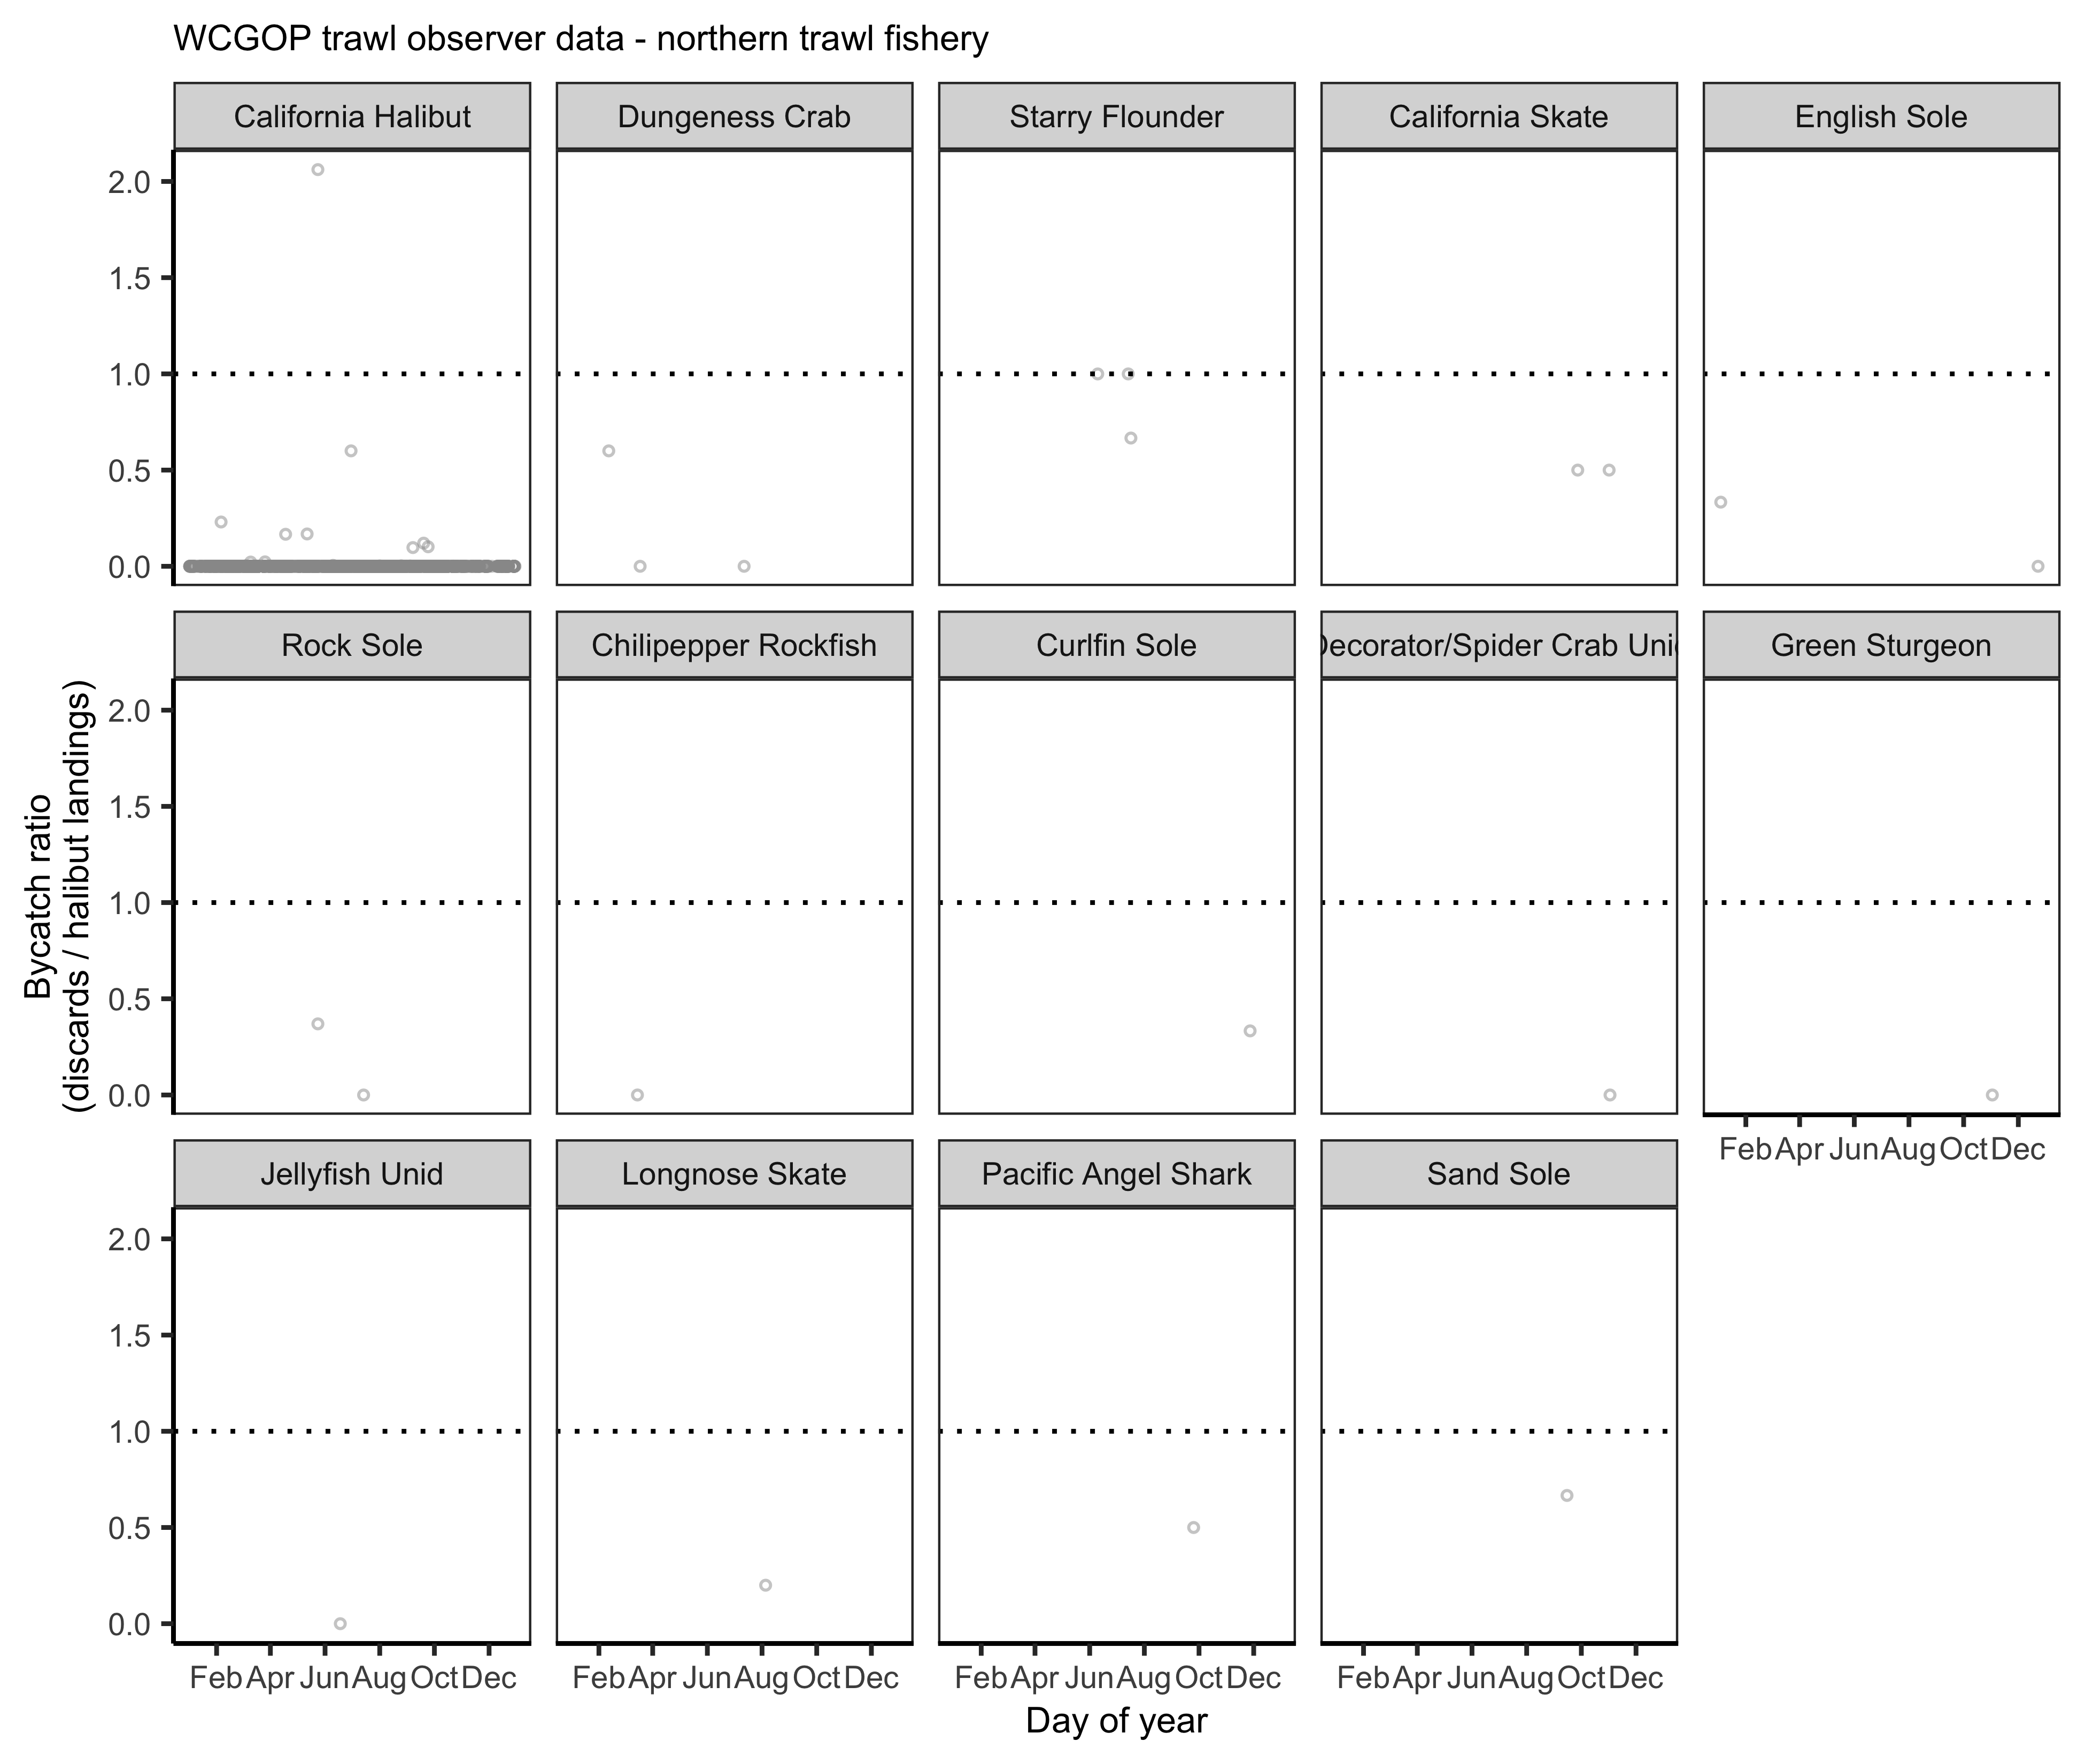 WCGOP trawl observer data - northern trawl fishery
California Halibut
Dungeness Crab
Starry Flounder
California Skate
English Sole
2.0
1.5
1.0
0.5
0.0
Rock Sole
Chilipepper Rockfish
Curlfin Sole
Decorator/Spider Crab Unid
Green Sturgeon
Bycatch ratio
(discards / halibut landings)
2.0
1.5
1.0
0.5
0.0
Feb Apr Jun Aug Oct Dec
Jellyfish Unid
Longnose Skate
Pacific Angel Shark
Sand Sole
2.0
1.5
1.0
0.5
0.0
Feb Apr Jun Aug Oct Dec
Feb Apr Jun Aug Oct Dec
Feb Apr Jun Aug Oct Dec
Feb Apr Jun Aug Oct Dec
Day of year